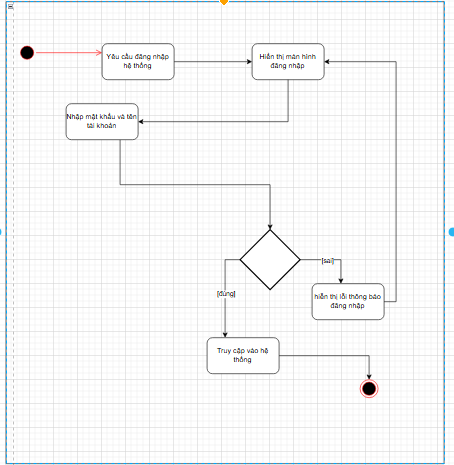 Yêu cầu đăng nhập
hệ thống
Hiển thị màn hình
đăng nhập
Nhập mật khẩu và tên
tài khoản
[sai]
[đúng]
hiển thị lỗi thông báo
đăng nhập
Truy cập vào hệ
thống